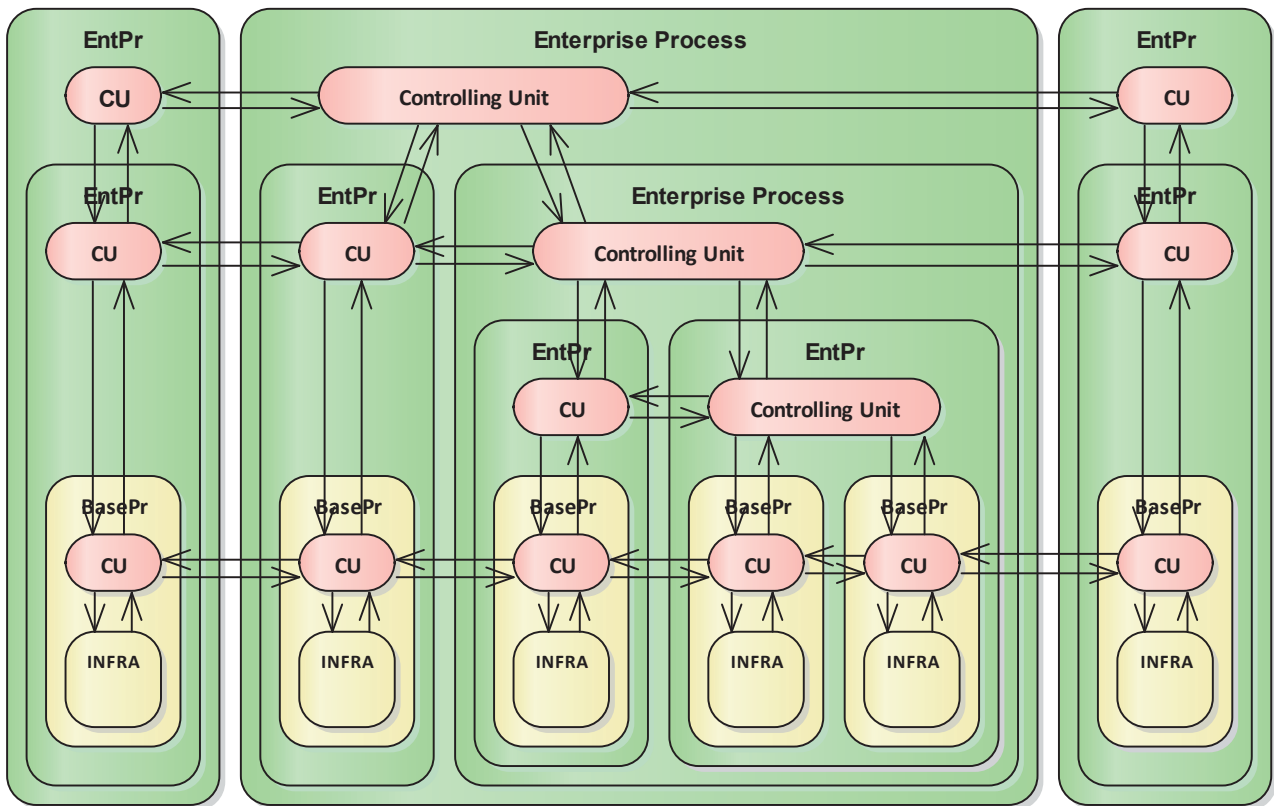 EntPr
Enterprise Process
EntPr
CU
Controlling Unit
CU
EntPr
EntPr
Enterprise Process
EntPr
CU
CU
Controlling Unit
CU
EntPr
EntPr
CU
Controlling Unit
BasePr
BasePr
BasePr
BasePr
BasePr
BasePr
CU
CU
CU
CU
CU
CU
INFRA
INFRA
INFRA
INFRA
INFRA
INFRA